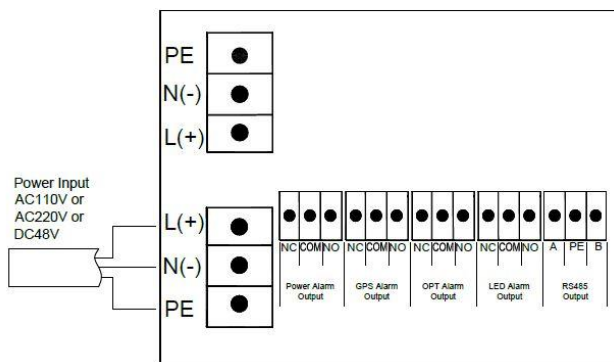 PE
N(-)
L(+)
Power Input
AC110V or
AC220V or
DC48V
L(+)
N(-)
PE
NC COM NO NC COM NO NC COM NO NC COM NO A PE B
Power Alarm Output
GPS Alarm Output
OPT Alarm Output
LED Alarm Output
RS485 Output